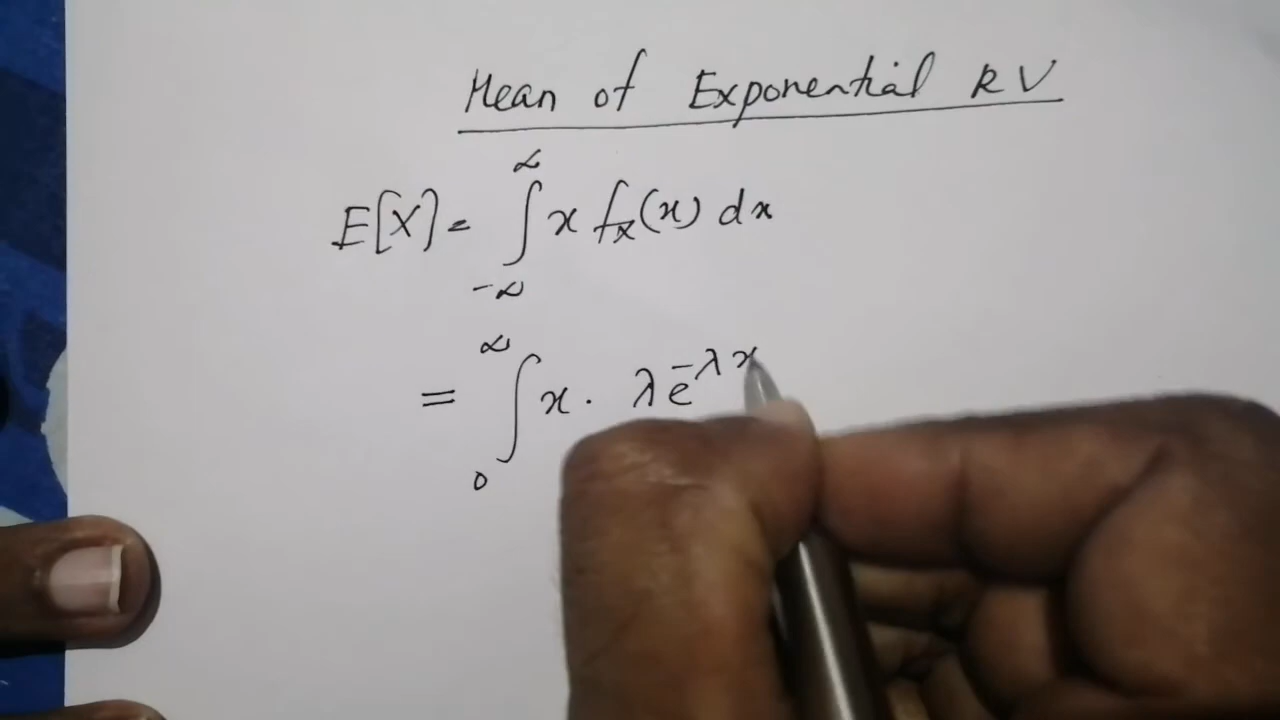 Mean of Exponential RV
E[X] = ∫_{-∞}^{∞} x f_X(x) dx
= ∫_{0}^{∞} x · λe^{-λx}